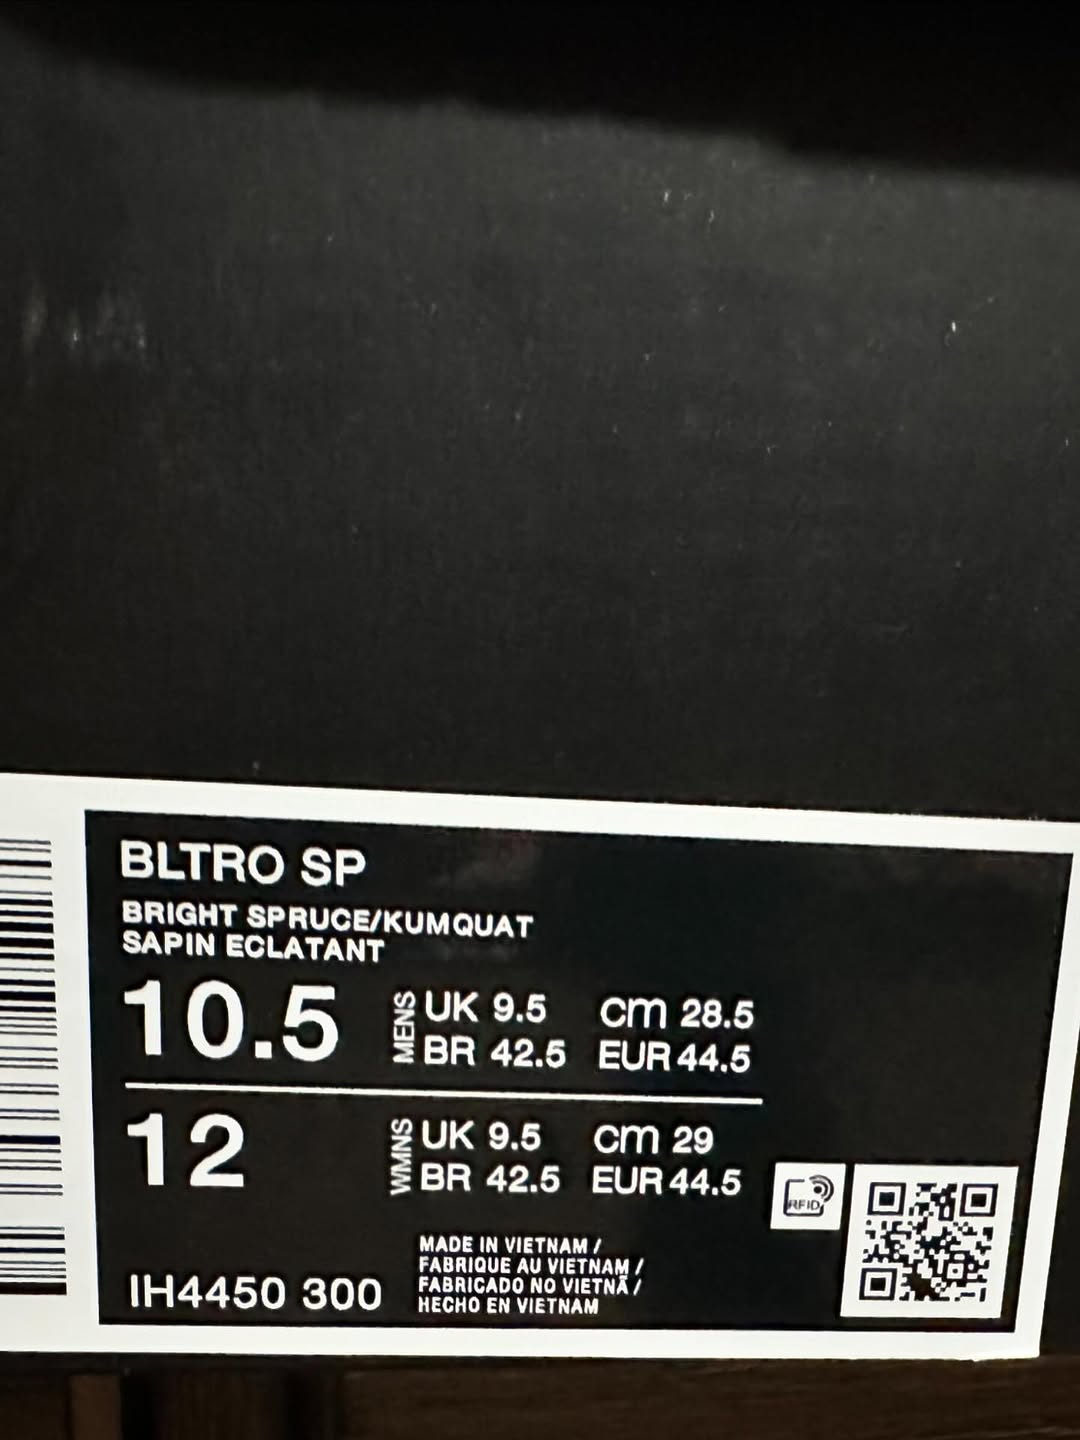 BLTRO SP
BRIGHT SPRUCE/KUMQUAT
SAPIN ECLATANT
10.5 MENS UK 9.5 cm 28.5
BR 42.5 EUR 44.5
12 WMNS UK 9.5 cm 29
BR 42.5 EUR 44.5
RFID
IH4450 300
MADE IN VIETNAM /
FABRIQUE AU VIETNAM /
FABRICADO NO VIETNÃ /
HECHO EN VIETNAM